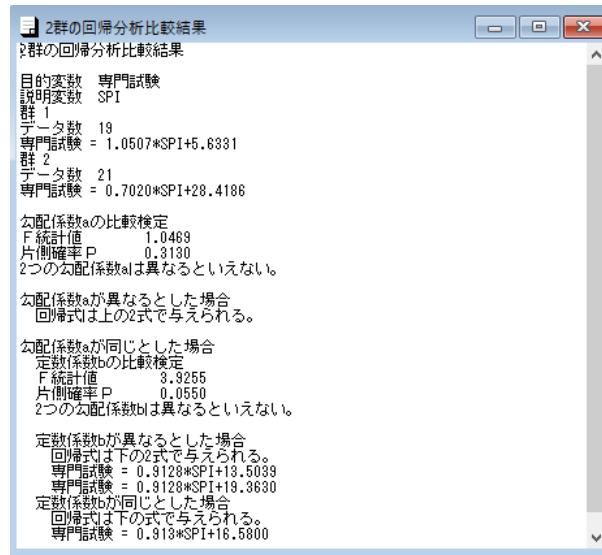 2群の回帰分析比較結果
2群の回帰分析比較結果
目的変数 専門試験
説明変数 SPI
群 1
データ数 19
専門試験 = 1.0507*SPI+5.6331
群 2
データ数 21
専門試験 = 0.7020*SPI+28.4186
勾配係数aの比較検定
F統計値 1.0469
片側確率P 0.3130
2つの勾配係数aは異なるといえない。
勾配係数aが異なるとした場合
回帰式は上の2式で与えられる。
勾配係数aが同じとした場合
定数係数bの比較検定
F統計値 3.9255
片側確率P 0.0550
2つの勾配係数bは異なるといえない。
定数係数bが異なるとした場合
回帰式は下の2式で与えられる。
専門試験 = 0.9128*SPI+13.5039
専門試験 = 0.9128*SPI+19.3630
定数係数bが同じとした場合
回帰式は下の式で与えられる。
専門試験 = 0.913*SPI+16.5800